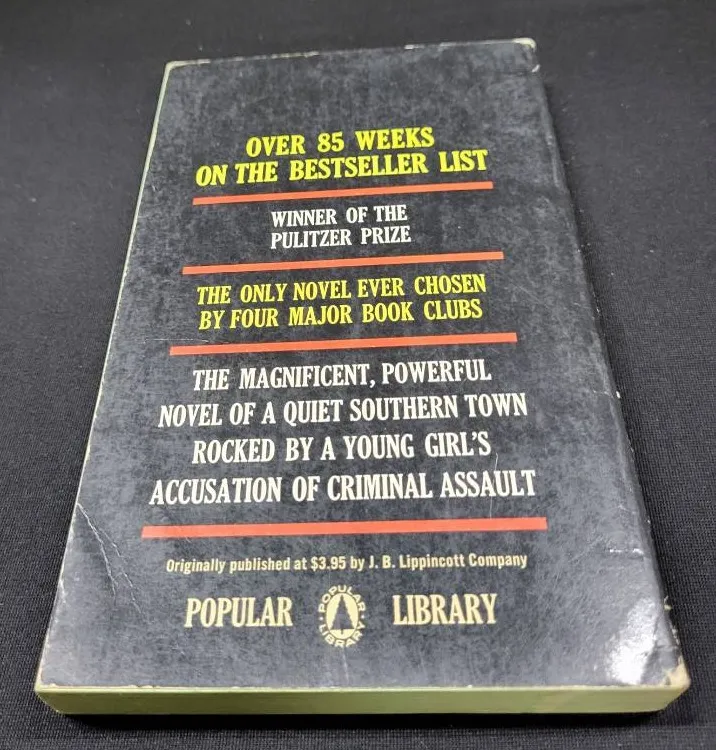 OVER 85 WEEKS
ON THE BESTSELLER LIST
WINNER OF THE
PULITZER PRIZE
THE ONLY NOVEL EVER CHOSEN
BY FOUR MAJOR BOOK CLUBS
THE MAGNIFICENT, POWERFUL
NOVEL OF A QUIET SOUTHERN TOWN
ROCKED BY A YOUNG GIRL'S
ACCUSATION OF CRIMINAL ASSAULT
Originally published at $3.95 by J. B. Lippincott Company
POPULAR POPULAR LIBRARY LIBRARY